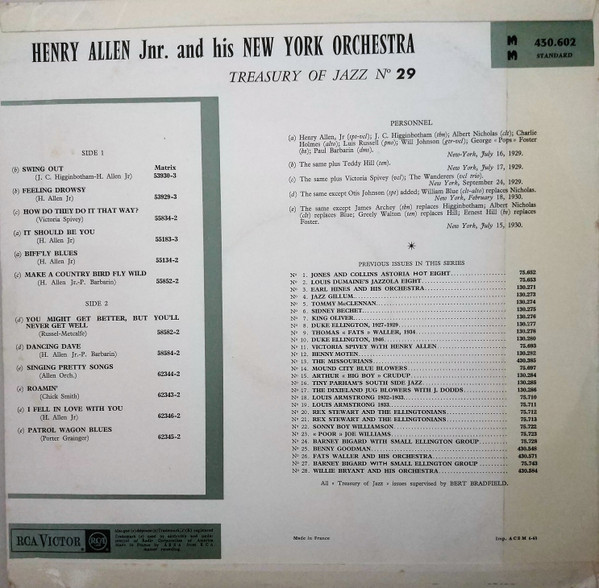 HENRY ALLEN Jnr. and his NEW YORK ORCHESTRA
TREASURY OF JAZZ Nº 29
M
M
430.602
STANDARD
SIDE 1
Matrix
(b) SWING OUT 53930-3
(J. C. Higginbotham-H. Allen Jr)
(b) FEELING DROWSY 53929-3
(H. Allen Jr)
(c) HOW DO THEY DO IT THAT WAY? 55834-2
(Victoria Spivey)
(a) IT SHOULD BE YOU 55133-3
(H. Allen Jr)
(a) BIFF'LY BLUES 55134-2
(H. Allen Jr)
(c) MAKE A COUNTRY BIRD FLY WILD 55852-2
(H. Allen Jr.-P. Barbarin)
SIDE 2
(d) YOU MIGHT GET BETTER, BUT YOU'LL
NEVER GET WELL 58582-2
(Russel-Metcalfe)
(d) DANCING DAVE 58584-2
(H. Allen Jr.-P. Barbarin)
(e) SINGING PRETTY SONGS 62344-2
(Allen Orch.)
(e) ROAMIN' 62343-2
(Chick Smith)
(e) I FELL IN LOVE WITH YOU 62346-2
(H. Allen Jr)
(e) PATROL WAGON BLUES 62345-2
(Porter Grainger)
PERSONNEL
(a) Henry Allen, Jr (tpt-vcl); J. C. Higginbotham (tbn); Albert Nicholas (clt); Charlie
Holmes (alto); Luis Russell (pno); Will Johnson (gtr-vcl); George « Pops » Foster
(bs); Paul Barbarin (dms).
New-York, July 16, 1929.
(b) The same plus Teddy Hill (ten).
New York, July 17, 1929.
(c) The same plus Victoria Spivey (vcl); The Wanderers (vcl trio).
New York, September 24, 1929.
(d) The same except Otis Johnson (tpt) added; William Blue (clt-alto) replaces Nicholas.
New York, February 18, 1930.
(e) The same except James Archey (tbn) replaces Higginbotham; Albert Nicholas
(clt) replaces Blue; Greely Walton (ten) replaces Hill; Ernest Hill (bs) replaces
Foster.
New York, July 15, 1930.
PREVIOUS ISSUES IN THIS SERIES
Nº 1. JONES AND COLLINS ASTORIA HOT EIGHT 75.652
Nº 2. LOUIS DUMAINE'S JAZZOLA EIGHT 75.653
Nº 3. EARL HINES AND HIS ORCHESTRA 130.271
Nº 4. JAZZ GILLUM 130.273
Nº 5. TOMMY McCLENNAN 130.274
Nº 6. SIDNEY BECHET 130.275
Nº 7. KING OLIVER 130.276
Nº 8. DUKE ELLINGTON, 1927-1929 130.277
Nº 9. THOMAS « FATS » WALLER, 1934 130.278
Nº 10. DUKE ELLINGTON, 1946 130.280
Nº 11. VICTORIA SPIVEY WITH HENRY ALLEN 75.693
Nº 12. BENNY MOTEN 130.282
Nº 13. THE MISSOURIANS 130.283
Nº 14. MOUND CITY BLUE BLOWERS 75.697
Nº 15. ARTHUR « BIG BOY » CRUDUP 130.284
Nº 16. TINY PARHAM'S SOUTH SIDE JAZZ 130.285
Nº 17. THE DIXIELAND JUG BLOWERS WITH J. DODDS 130.286
Nº 18. LOUIS ARMSTRONG 1932-1933 75.710
Nº 19. LOUIS ARMSTRONG 1933 75.711
Nº 20. REX STEWART AND THE ELLINGTONIANS 75.712
Nº 21. REX STEWART AND THE ELLINGTONIANS 75.713
Nº 22. SONNY BOY WILLIAMSON 75.722
Nº 23. « POOR » JOE WILLIAMS 75.723
Nº 24. BARNEY BIGARD WITH SMALL ELLINGTON GROUP 75.728
Nº 25. BENNY GOODMAN 430.548
Nº 26. FATS WALLER AND HIS ORCHESTRA 430.571
Nº 27. BARNEY BIGARD WITH SMALL ELLINGTON GROUP 75.743
Nº 28. WILLIE BRYANT AND HIS ORCHESTRA 430.584
All « Treasury of Jazz » issues supervised by BERT BRADFIELD.
RCA VICTOR
RCA
Made in France